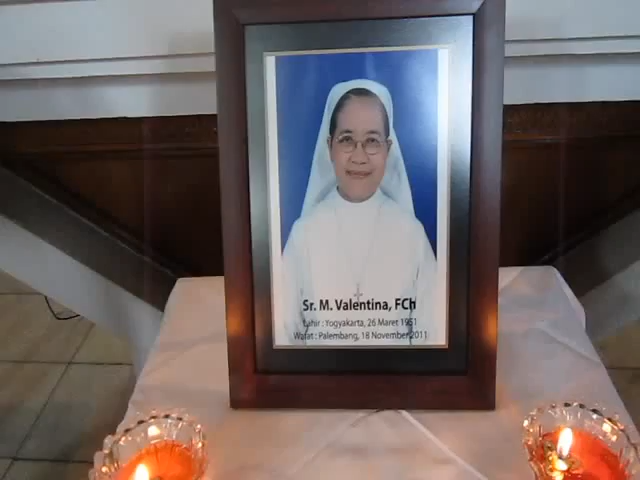 Sr. M. Valentina, FCh
Lahir : Yogyakarta, 26 Maret 1951
Wafat : Palembang, 18 November 2011